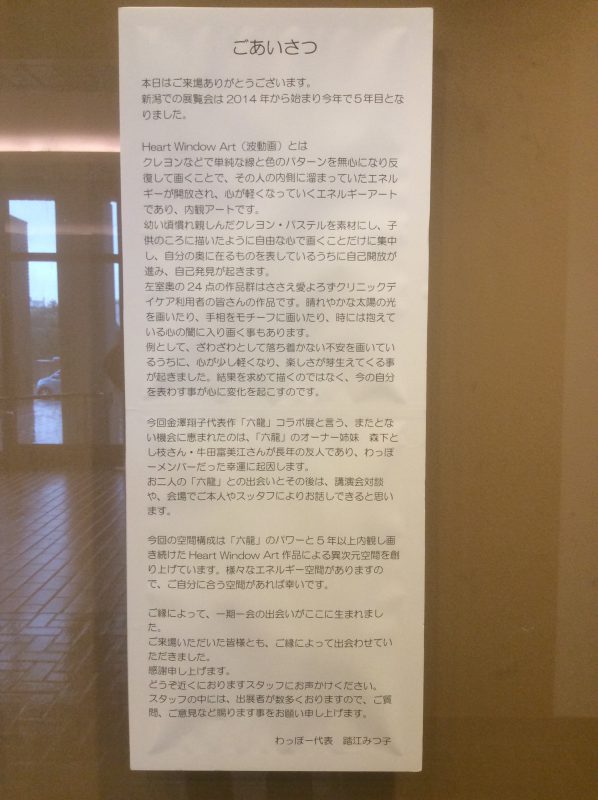 ごあいさつ
本日はご来場ありがとうございます。
新潟での展覧会は2014年から始まり今年で5年目とな
りました。
Heart Window Art（波動画）とは
クレヨンなどで単純な線と色のパターンを無心になり反
復して画くことで、その人の内側に溜まっていたエネル
ギーが開放され、心が軽くなっていくエネルギーアート
であり、内観アートです。
幼い頃慣れ親しんだクレヨン・パステルを素材にし、子
供のころに描いたように自由な心で画くことだけに集中
し、自分の奥に在るものを表しているうちに自己開放が
進み、自己発見が起きます。
左室奥の24点の作品群はささえ愛よろずクリニックデ
イケア利用者の皆さんの作品です。晴れやかな太陽の光
を画いたり、手相をモチーフに画いたり、時には抱えて
いる心の闇に入り画く事もあります。
例として、ざわざわとして落ち着かない不安を画いてい
るうちに、心が少し軽くなり、楽しさが芽生えてくる事
が起きました。結果を求めて描くのではなく、今の自分
を表わす事が心に変化を起こすのです。
今回金澤翔子代表作「六龍」コラボ展と言う、またとな
い機会に恵まれたのは、「六龍」のオーナー姉妹　森下と
し枝さん・牛田富美江さんが長年の友人であり、わっぽ
ーメンバーだった幸運に起因します。
お二人の「六龍」との出会いとその後は、講演会対談
や、会場でご本人やスッタフによりお話しできると思い
ます。
今回の空間構成は「六龍」のパワーと5年以上内観し画
き続けたHeart Window Art作品による異次元空間を創
り上げています。様々なエネルギー空間がありますの
で、ご自分に合う空間があれば幸いです。
ご縁によって、一期一会の出会いがここに生まれまし
た。
ご来場いただいた皆様とも、ご縁によって出会わせてい
ただきました。
感謝申し上げます。
どうぞ近くにおりますスタッフにお声かけください。
スタッフの中には、出展者が数多くおりますので、ご質
問、ご意見など賜ります事をお願い申し上げます。
わっぽー代表　踏江みつ子